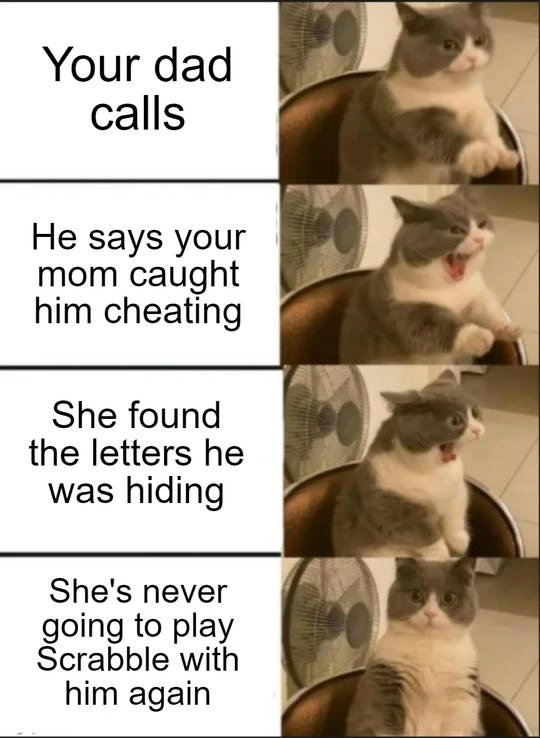 Your dad
calls
He says your
mom caught
him cheating
She found
the letters he
was hiding
She's never
going to play
Scrabble with
him again